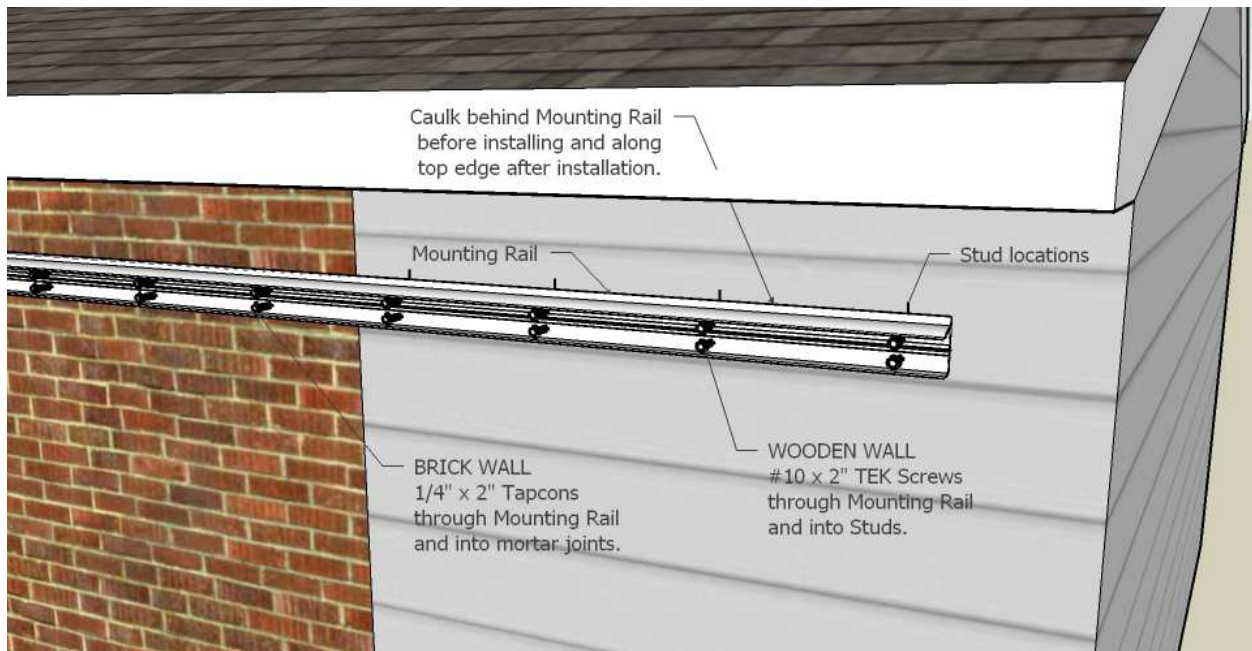 Caulk behind Mounting Rail
before installing and along
top edge after installation.
Mounting Rail
Stud locations
BRICK WALL
1/4" x 2" Tapcons
through Mounting Rail
and into mortar joints.
WOODEN WALL
#10 x 2" TEK Screws
through Mounting Rail
and into Studs.